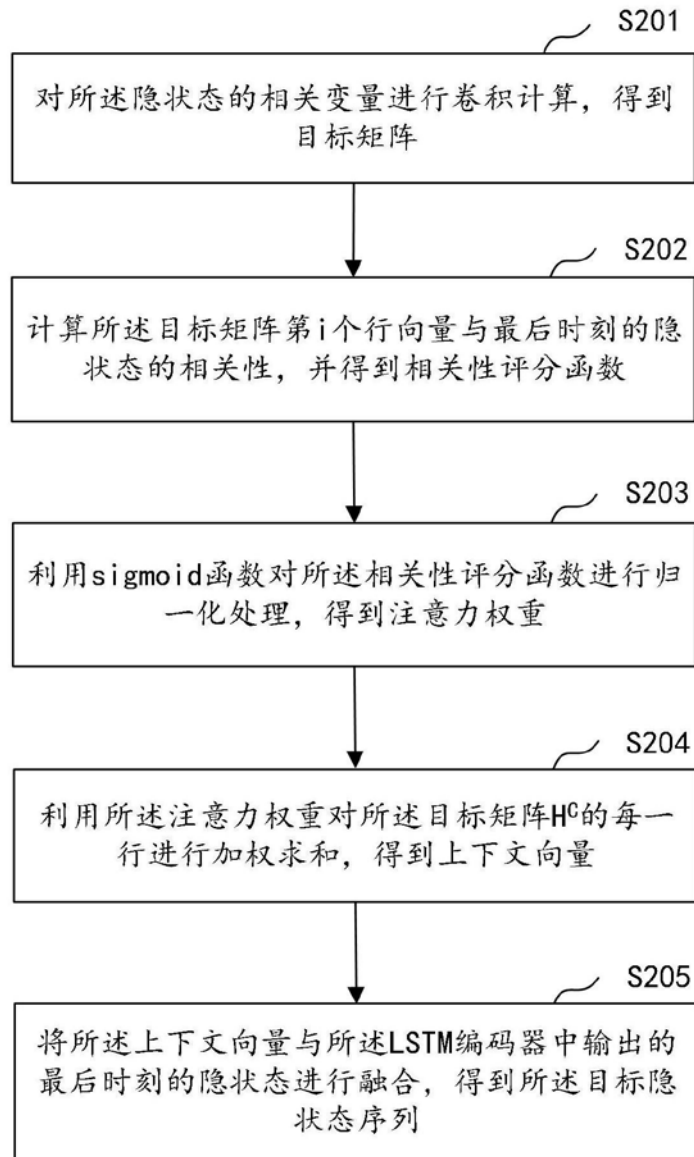 S201
对所述隐状态的相关变量进行卷积计算，得到
目标矩阵
S202
计算所述目标矩阵第i个行向量与最后时刻的隐
状态的相关性，并得到相关性评分函数
S203
利用sigmoid函数对所述相关性评分函数进行归
一化处理，得到注意力权重
S204
利用所述注意力权重对所述目标矩阵Hᶜ的每一
行进行加权求和，得到上下文向量
S205
将所述上下文向量与所述LSTM编码器中输出的
最后时刻的隐状态进行融合，得到所述目标隐
状态序列